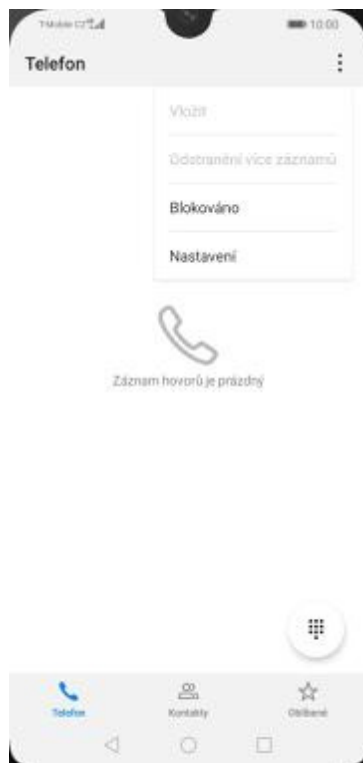 T-Mobile CZ
10:00
Telefon
Vložit
Odstranění více záznamů
Blokováno
Nastavení
Záznam hovorů je prázdný
Telefon
Kontakty
Oblíbené